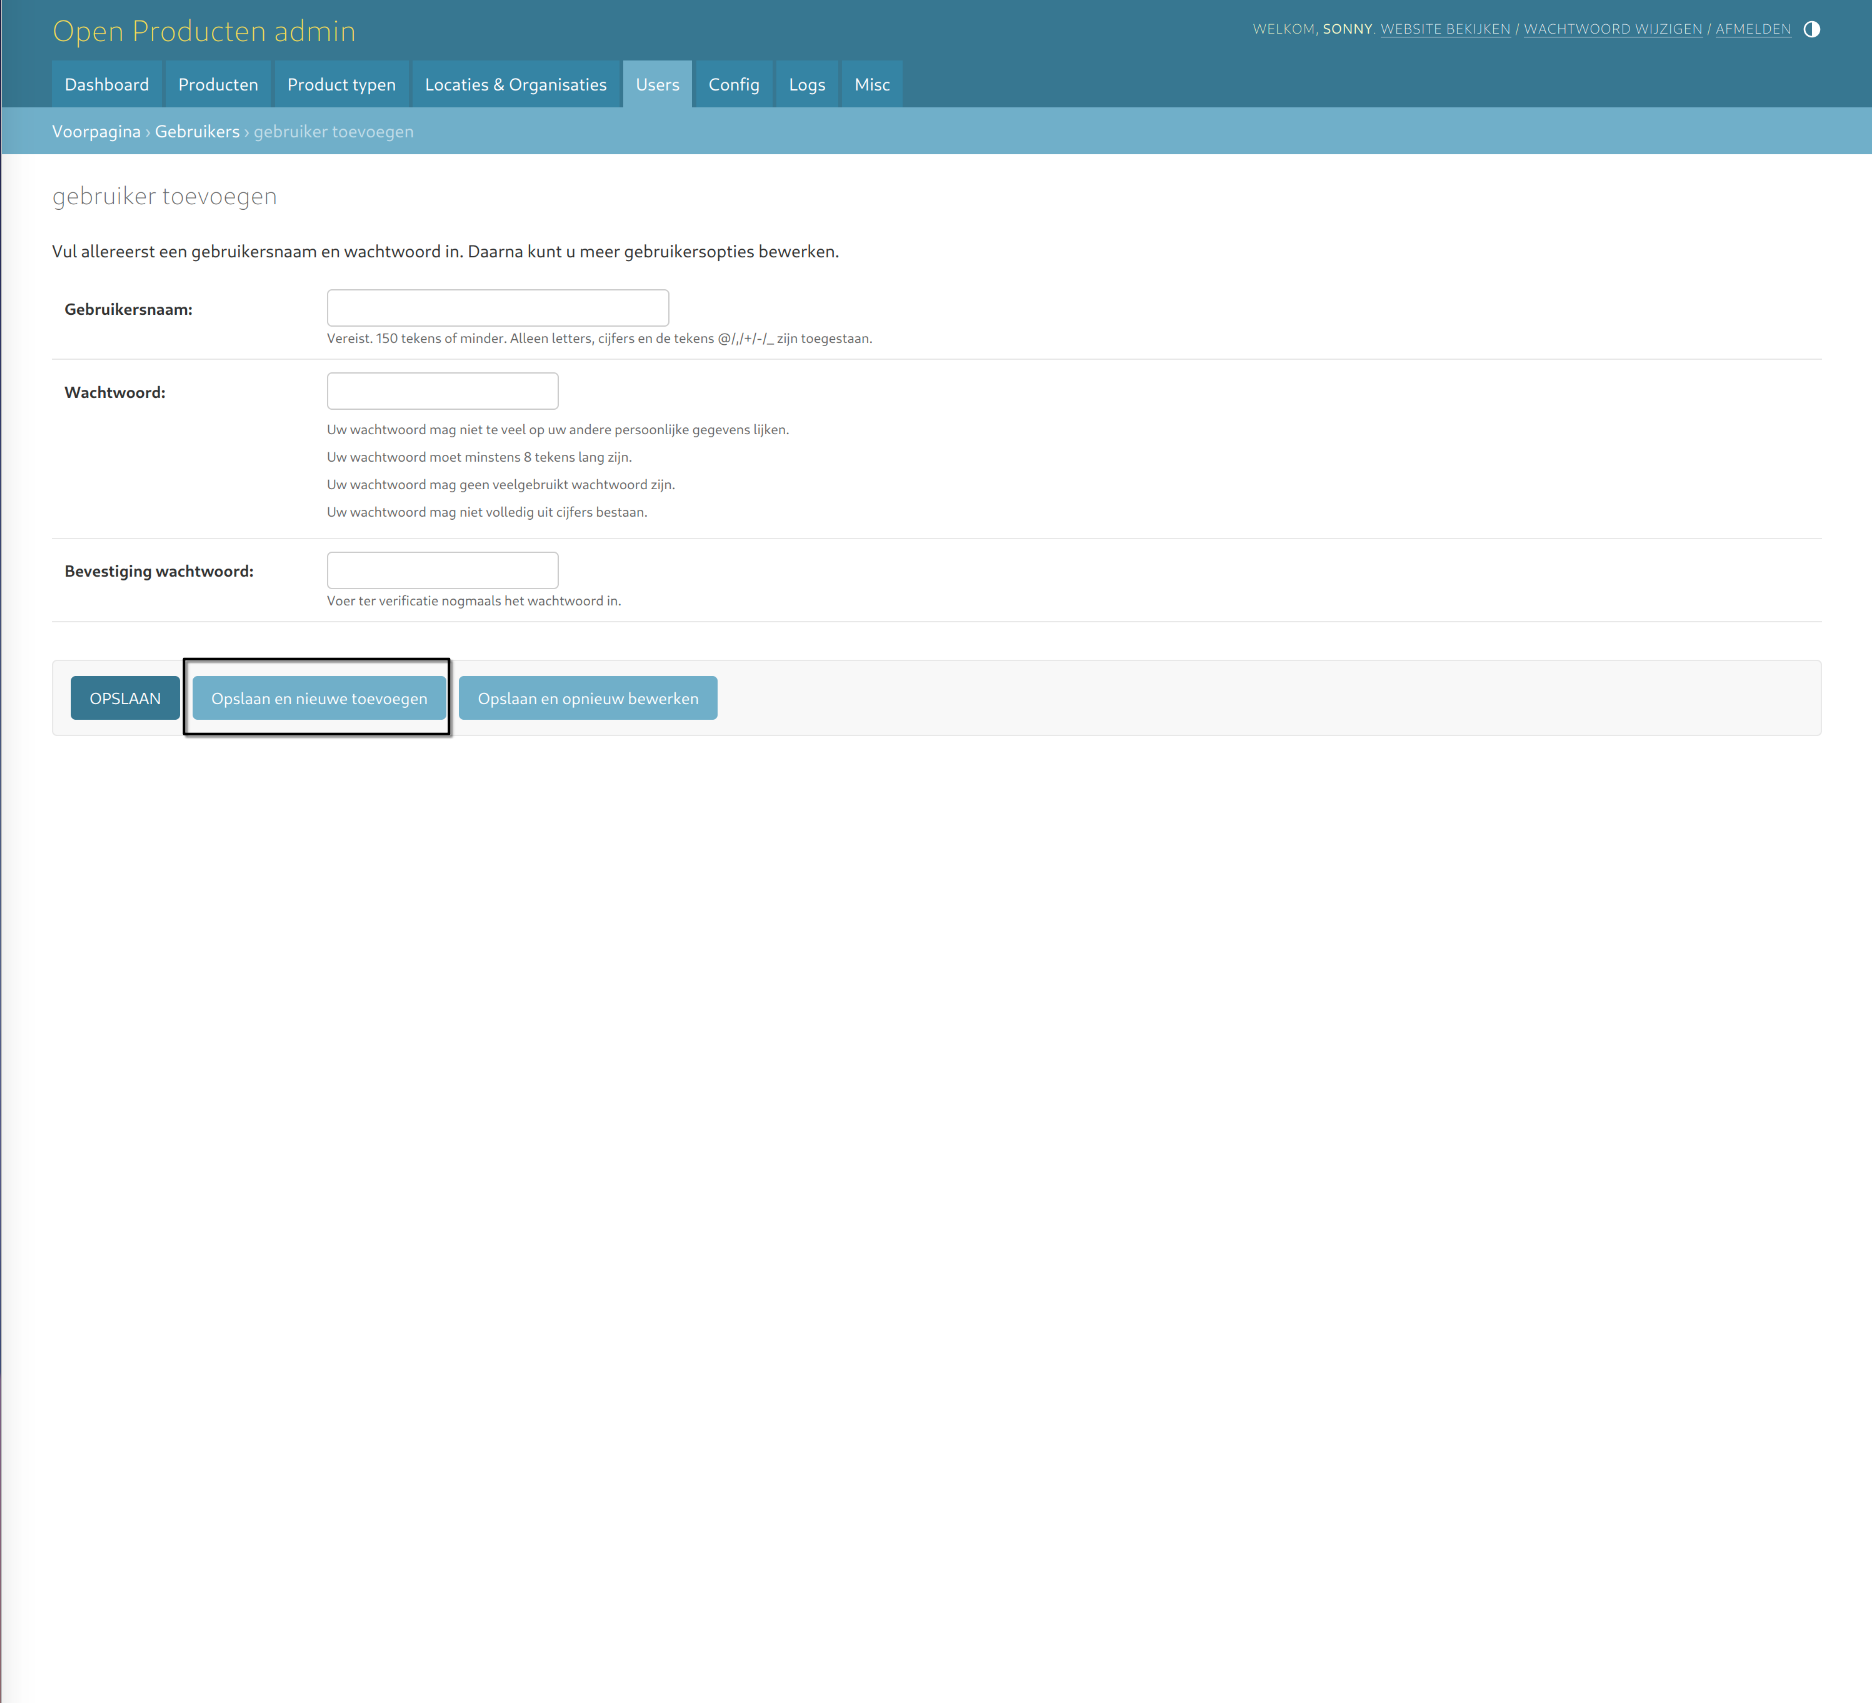 Open Producten admin
WELKOM, SONNY. WEBSITE BEKIJKEN / WACHTWOORD WIJZIGEN / AFMELDEN
Dashboard Producten Product typen Locaties & Organisaties Users Config Logs Misc
Voorpagina › Gebruikers › gebruiker toevoegen
gebruiker toevoegen
Vul allereerst een gebruikersnaam en wachtwoord in. Daarna kunt u meer gebruikersopties bewerken.
Gebruikersnaam:
Vereist. 150 tekens of minder. Alleen letters, cijfers en de tekens @/,/+/-/_ zijn toegestaan.
Wachtwoord:
Uw wachtwoord mag niet te veel op uw andere persoonlijke gegevens lijken.
Uw wachtwoord moet minstens 8 tekens lang zijn.
Uw wachtwoord mag geen veelgebruikt wachtwoord zijn.
Uw wachtwoord mag niet volledig uit cijfers bestaan.
Bevestiging wachtwoord:
Voer ter verificatie nogmaals het wachtwoord in.
OPSLAAN Opslaan en nieuwe toevoegen Opslaan en opnieuw bewerken